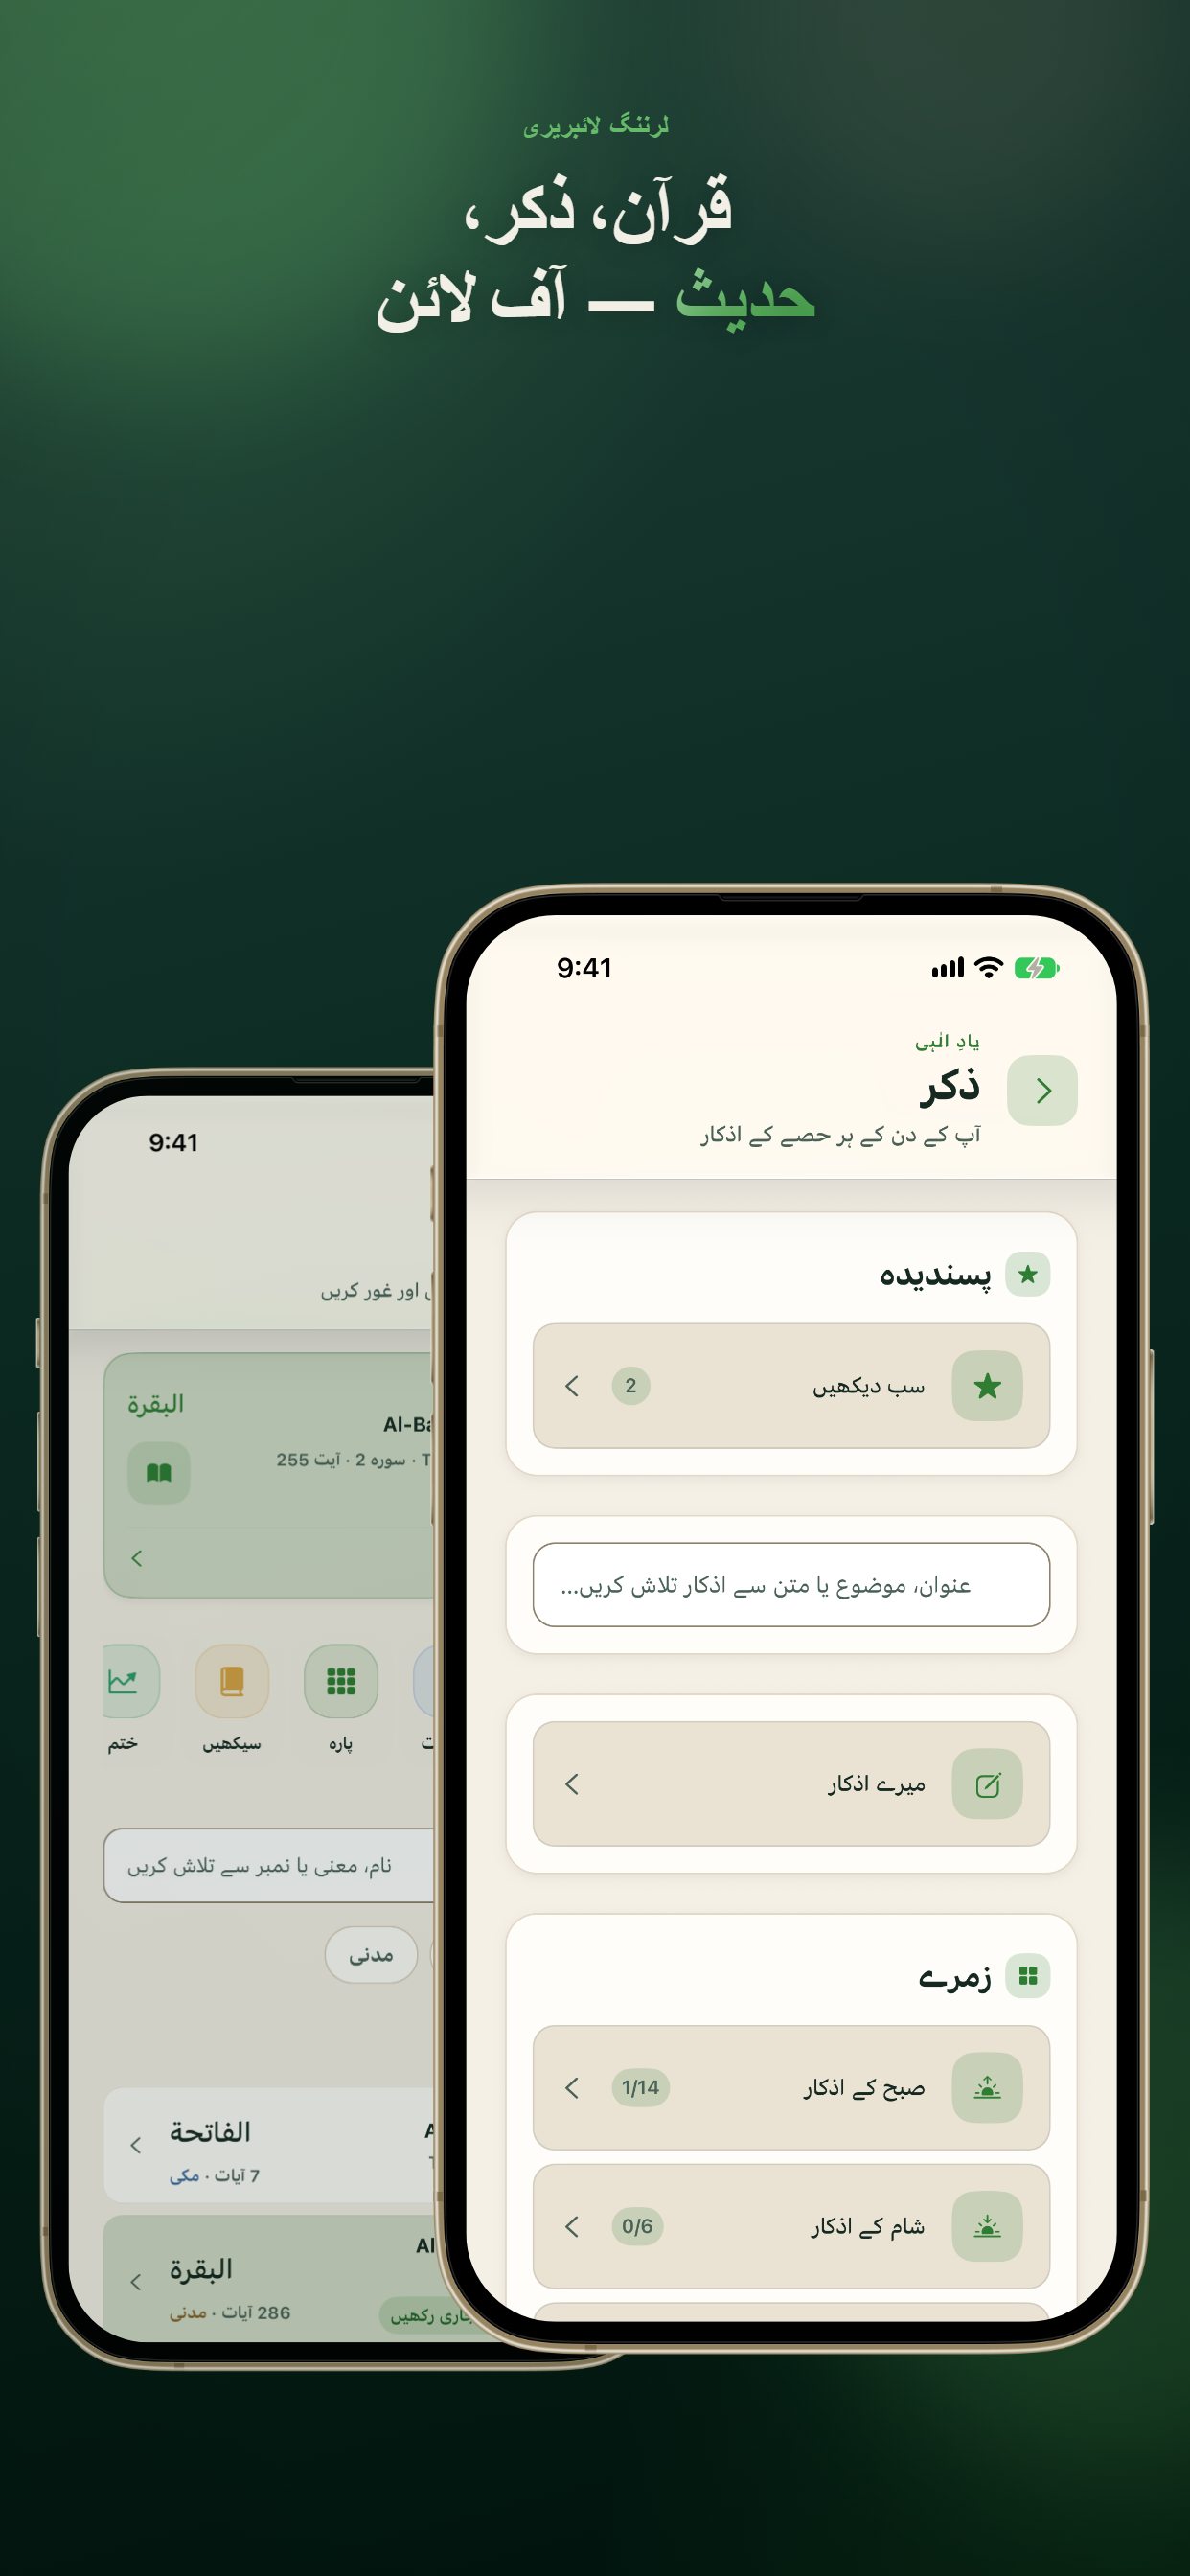 لرننگ لائبریری
قرآن، ذکر،
حدیث — آف لائن
9:41
یادِ الٰہی
ذکر
آپ کے دن کے ہر حصے کے اذکار
پسندیدہ
سب دیکھیں
2
عنوان، موضوع یا متن سے اذکار تلاش کریں...
میرے اذکار
زمرے
صبح کے اذکار
1/14
شام کے اذکار
0/6
9:41
اور غور کریں
البقرة
سورہ 2 · آیت 255
پارہ
سیکھیں
ختم
نام، معنی یا نمبر سے تلاش کریں
مدنی
الفاتحة
7 آیات · مکی
البقرة
286 آیات · مدنی
رکھیں